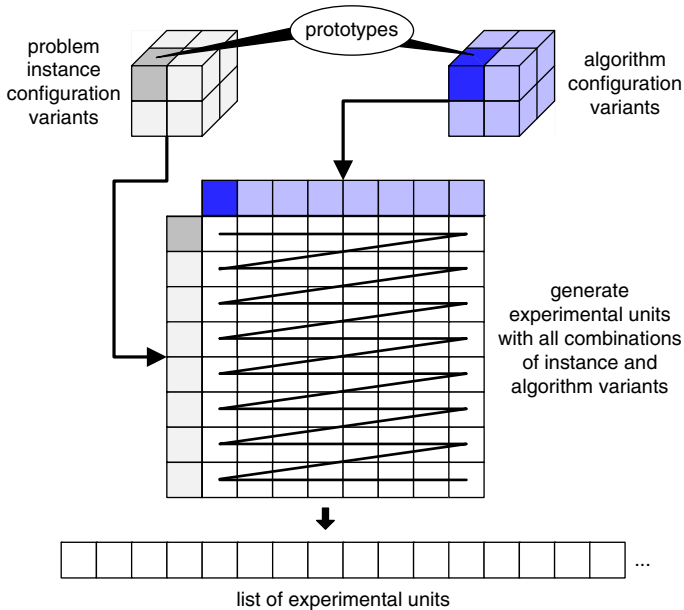 prototypes
problem
instance
configuration
variants
algorithm
configuration
variants
generate
experimental units
with all combinations
of instance and
algorithm variants
...
list of experimental units